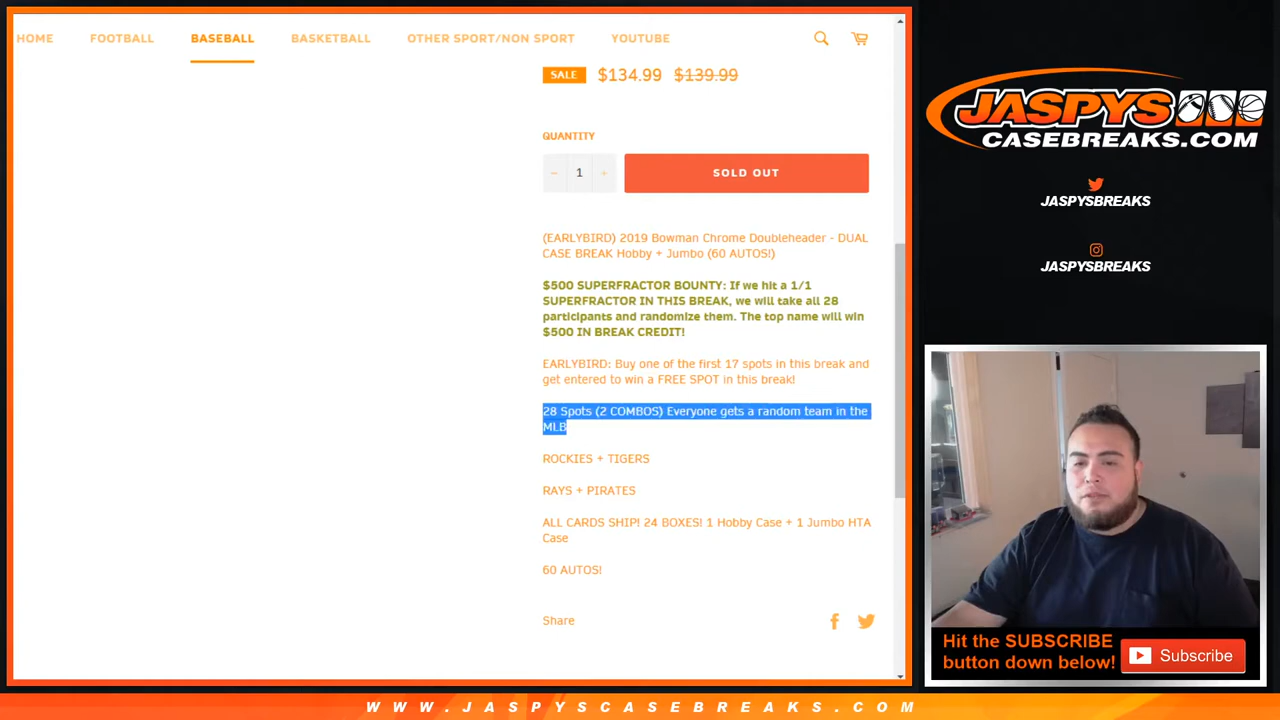 HOME FOOTBALL BASEBALL BASKETBALL OTHER SPORT/NON SPORT YOUTUBE
SALE $134.99 $139.99
QUANTITY
− 1 + SOLD OUT
(EARLYBIRD) 2019 Bowman Chrome Doubleheader - DUAL
CASE BREAK Hobby + Jumbo (60 AUTOS!)
$500 SUPERFRACTOR BOUNTY: If we hit a 1/1
SUPERFRACTOR IN THIS BREAK, we will take all 28
participants and randomize them. The top name will win
$500 IN BREAK CREDIT!
EARLYBIRD: Buy one of the first 17 spots in this break and
get entered to win a FREE SPOT in this break!
28 Spots (2 COMBOS) Everyone gets a random team in the
MLB
ROCKIES + TIGERS
RAYS + PIRATES
ALL CARDS SHIP! 24 BOXES! 1 Hobby Case + 1 Jumbo HTA
Case
60 AUTOS!
Share
JASPYS
CASEBREAKS.COM
JASPYSBREAKS
JASPYSBREAKS
Hit the SUBSCRIBE
button down below!
Subscribe
WWW.JASPYSCASEBREAKS.COM